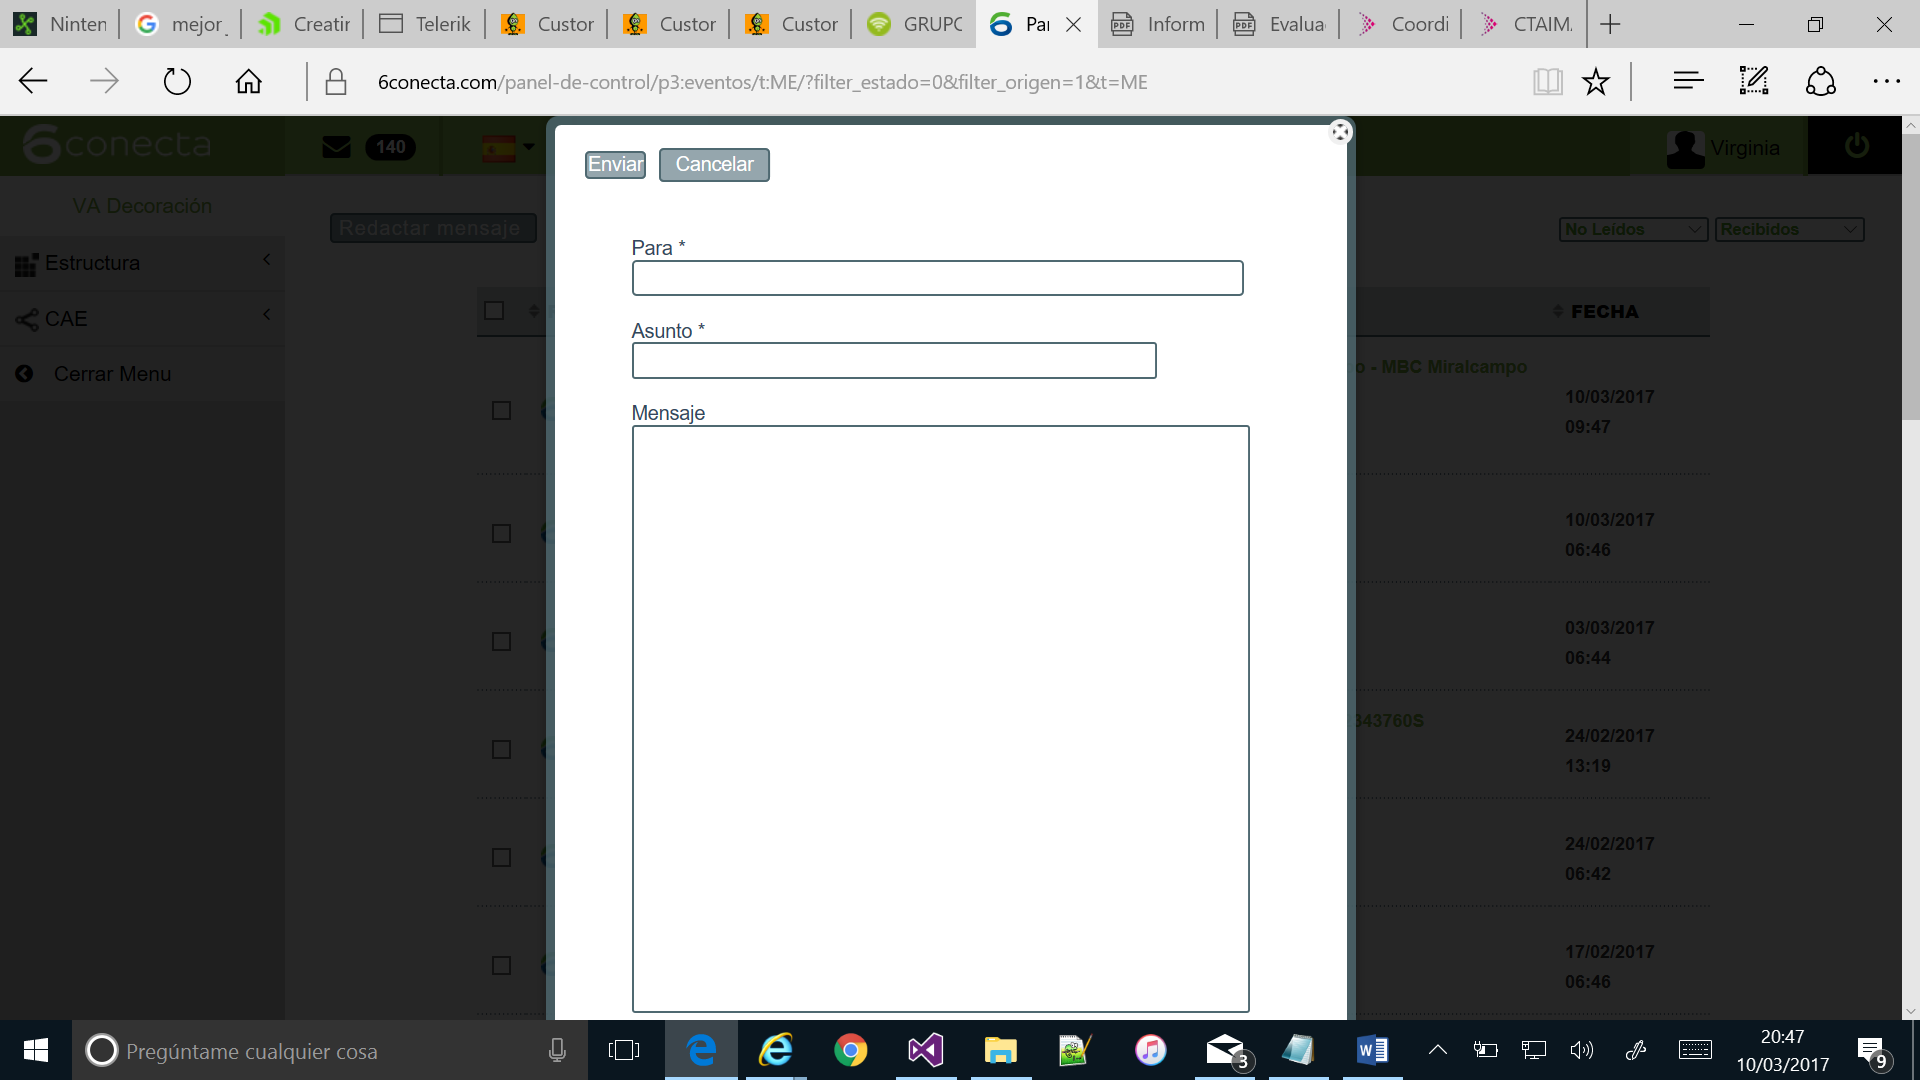 Ninten
mejor
Creatir
Telerik
Custor
Custor
Custor
GRUPO
Par
Inform
Evalua
Coordi
CTAIM
6conecta.com/panel-de-control/p3:eventos/t:ME/?filter_estado=0&filter_origen=1&t=ME
6conecta
140
Virginia
Enviar
Cancelar
VA Decoración
Redactar mensaje
No Leídos
Recibidos
Para *
Estructura
CAE
FECHA
Asunto *
Cerrar Menu
o - MBC Miralcampo
10/03/2017
09:47
Mensaje
10/03/2017
06:46
03/03/2017
06:44
343760S
24/02/2017
13:19
24/02/2017
06:42
17/02/2017
06:46
Pregúntame cualquier cosa
3
20:47
10/03/2017
9